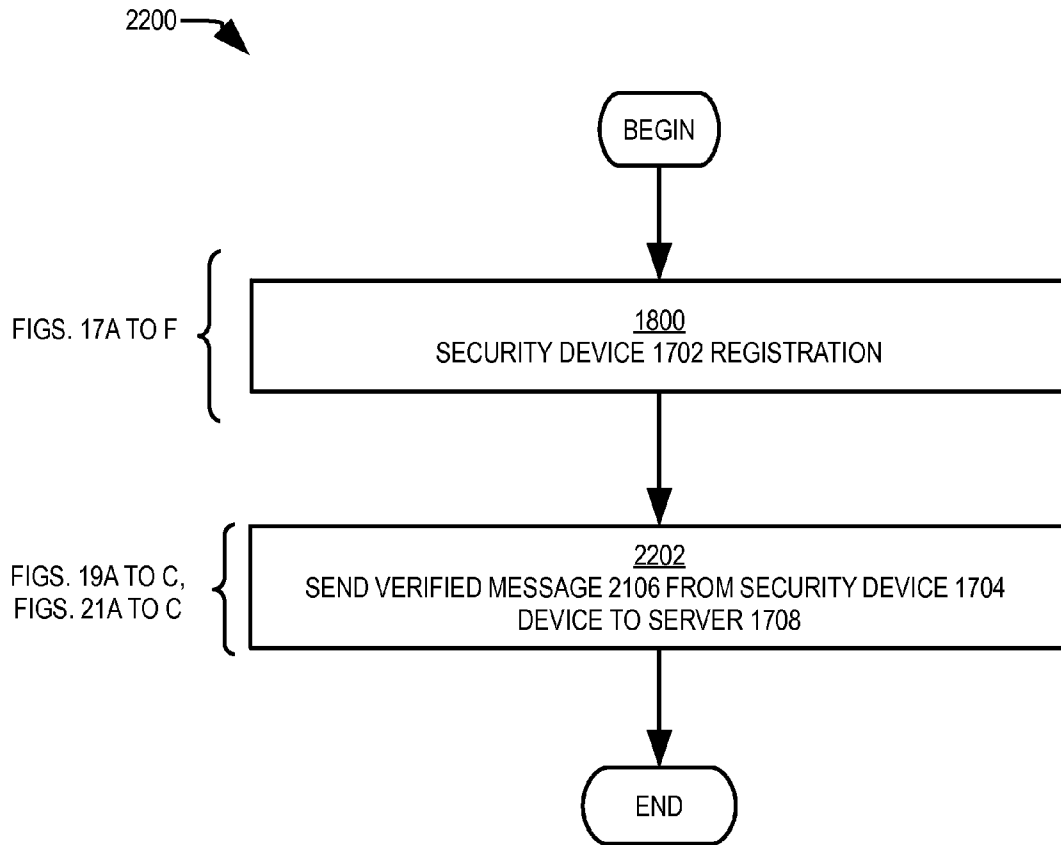 2200
BEGIN
FIGS. 17A TO F
1800
SECURITY DEVICE 1702 REGISTRATION
FIGS. 19A TO C,
FIGS. 21A TO C
2202
SEND VERIFIED MESSAGE 2106 FROM SECURITY DEVICE 1704
DEVICE TO SERVER 1708
END